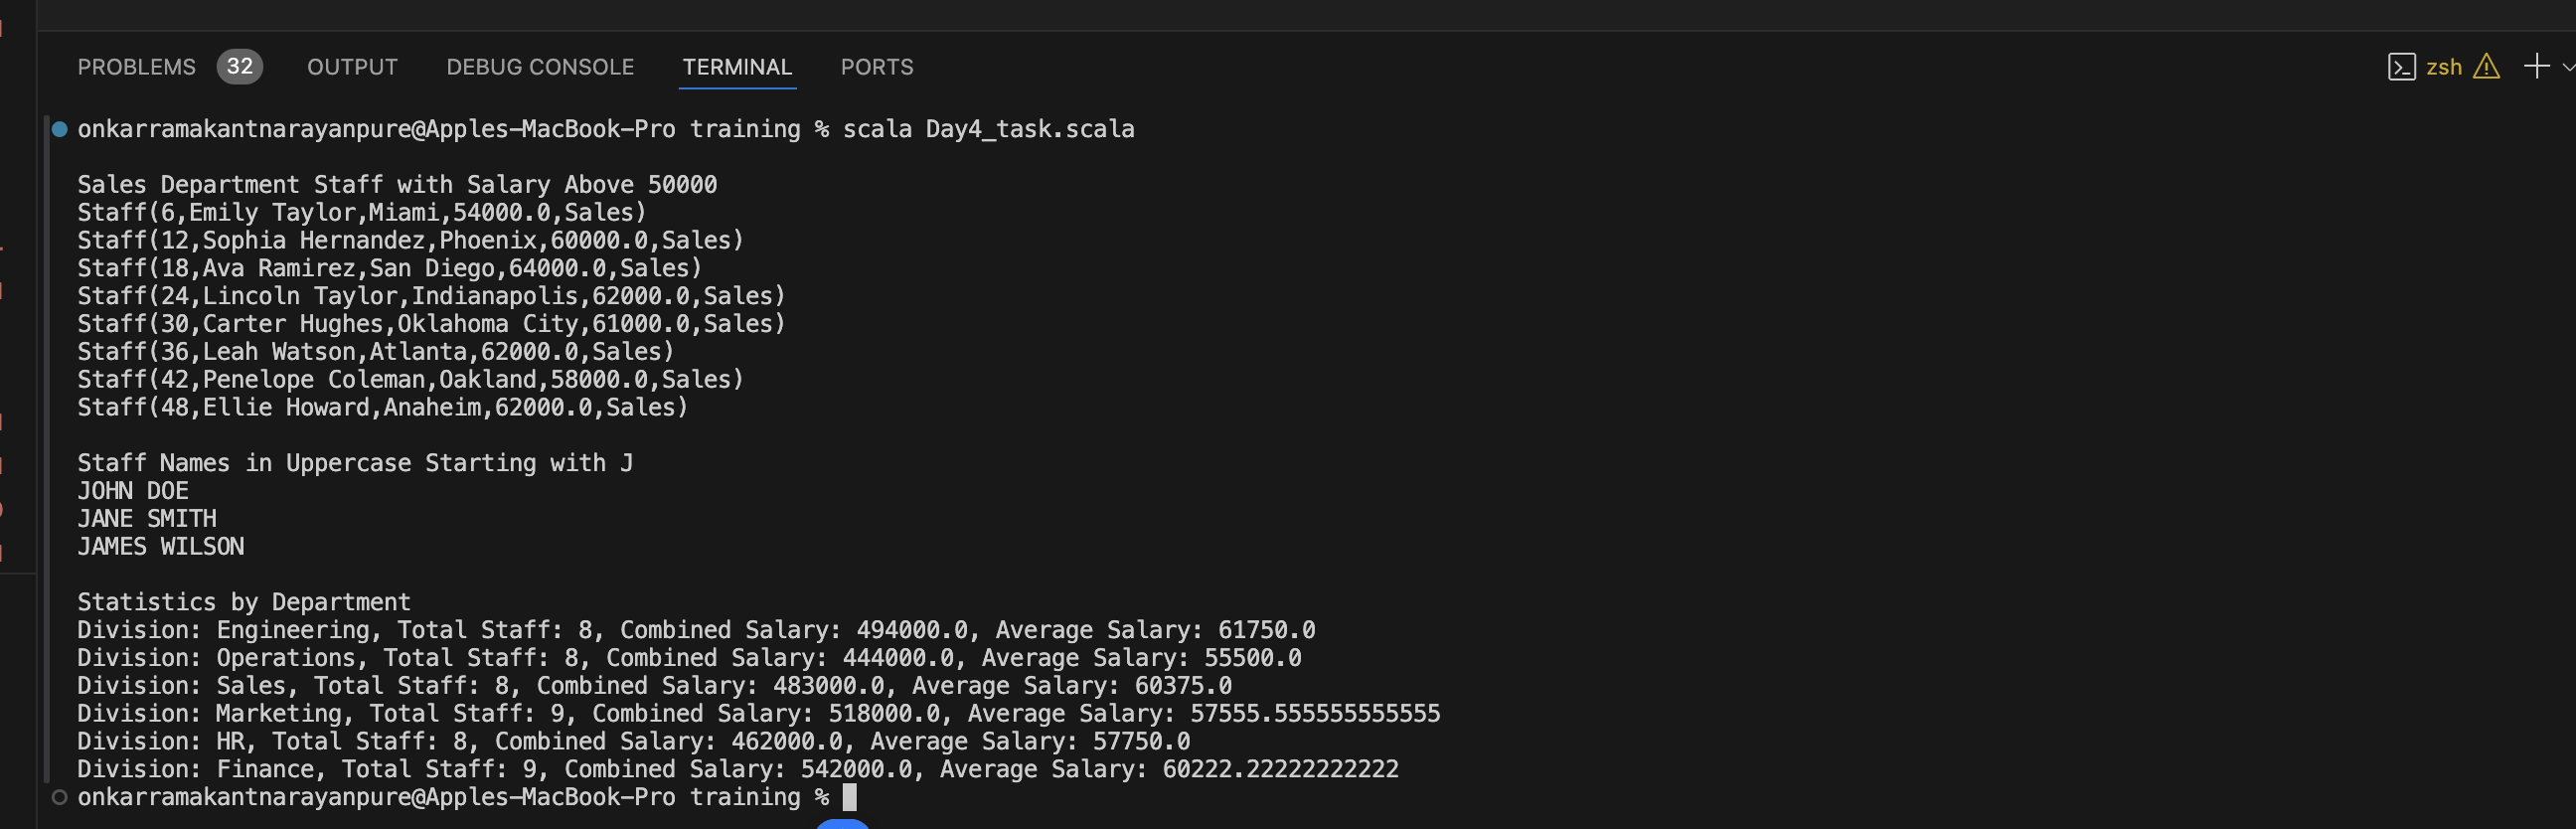 PROBLEMS 32 OUTPUT DEBUG CONSOLE TERMINAL PORTS zsh
onkarramakantnarayanpure@Apples-MacBook-Pro training % scala Day4_task.scala
Sales Department Staff with Salary Above 50000
Staff(6,Emily Taylor,Miami,54000.0,Sales)
Staff(12,Sophia Hernandez,Phoenix,60000.0,Sales)
Staff(18,Ava Ramirez,San Diego,64000.0,Sales)
Staff(24,Lincoln Taylor,Indianapolis,62000.0,Sales)
Staff(30,Carter Hughes,Oklahoma City,61000.0,Sales)
Staff(36,Leah Watson,Atlanta,62000.0,Sales)
Staff(42,Penelope Coleman,Oakland,58000.0,Sales)
Staff(48,Ellie Howard,Anaheim,62000.0,Sales)
Staff Names in Uppercase Starting with J
JOHN DOE
JANE SMITH
JAMES WILSON
Statistics by Department
Division: Engineering, Total Staff: 8, Combined Salary: 494000.0, Average Salary: 61750.0
Division: Operations, Total Staff: 8, Combined Salary: 444000.0, Average Salary: 55500.0
Division: Sales, Total Staff: 8, Combined Salary: 483000.0, Average Salary: 60375.0
Division: Marketing, Total Staff: 9, Combined Salary: 518000.0, Average Salary: 57555.555555555555
Division: HR, Total Staff: 8, Combined Salary: 462000.0, Average Salary: 57750.0
Division: Finance, Total Staff: 9, Combined Salary: 542000.0, Average Salary: 60222.22222222222
onkarramakantnarayanpure@Apples-MacBook-Pro training %